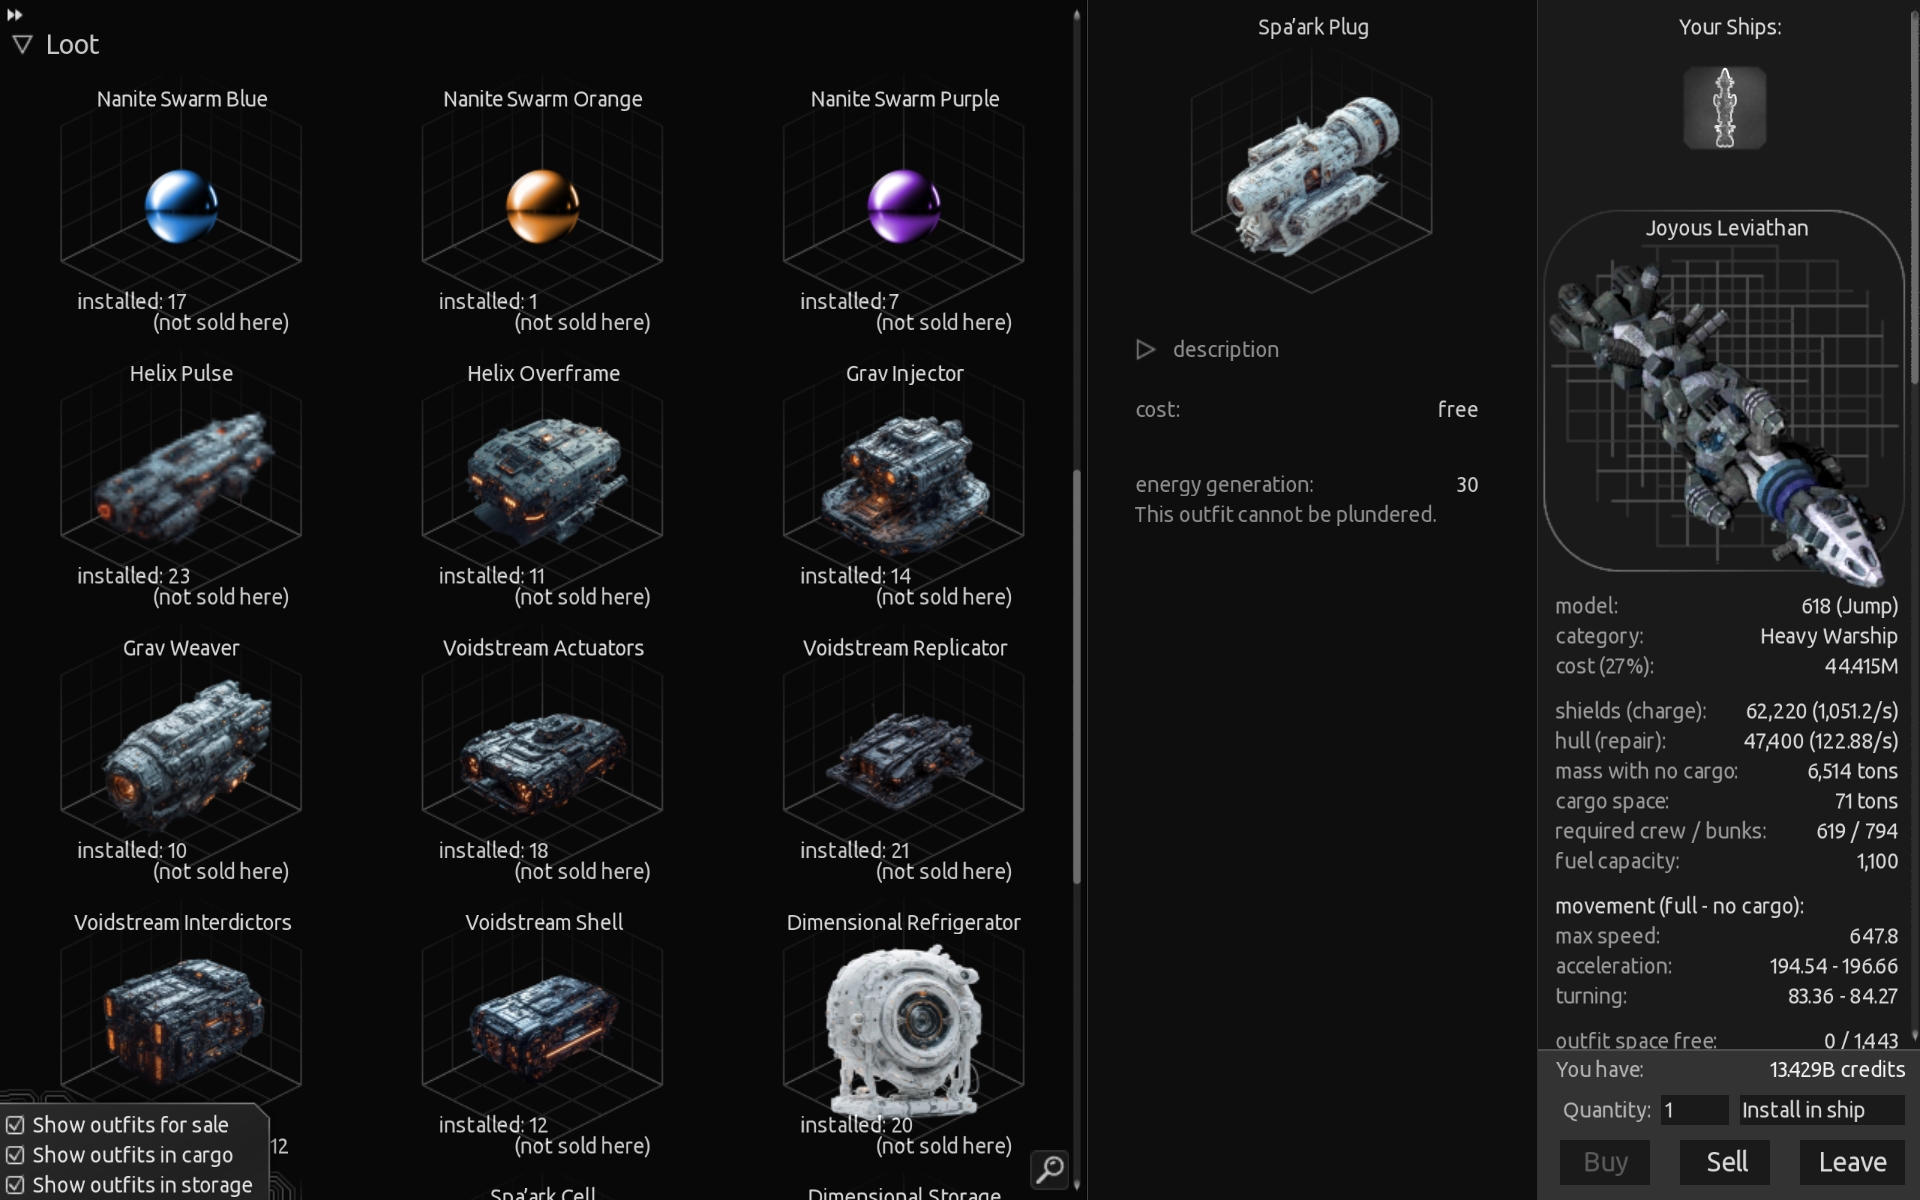 Loot
Nanite Swarm Blue
Nanite Swarm Orange
Nanite Swarm Purple
installed: 17
(not sold here)
installed: 1
(not sold here)
installed: 7
(not sold here)
Helix Pulse
Helix Overframe
Grav Injector
installed: 23
(not sold here)
installed: 11
(not sold here)
installed: 14
(not sold here)
Grav Weaver
Voidstream Actuators
Voidstream Replicator
installed: 10
(not sold here)
installed: 18
(not sold here)
installed: 21
(not sold here)
Voidstream Interdictors
Voidstream Shell
Dimensional Refrigerator
12
installed: 12
(not sold here)
installed: 20
(not sold here)
Spa'ark Cell
Dimensional Storage
Show outfits for sale
Show outfits in cargo
Show outfits in storage
Spa'ark Plug
description
cost: free
energy generation: 30
This outfit cannot be plundered.
Your Ships:
Joyous Leviathan
model: 618 (Jump)
category: Heavy Warship
cost (27%): 44.415M
shields (charge): 62,220 (1,051.2/s)
hull (repair): 47,400 (122.88/s)
mass with no cargo: 6,514 tons
cargo space: 71 tons
required crew / bunks: 619 / 794
fuel capacity: 1,100
movement (full - no cargo):
max speed: 647.8
acceleration: 194.54 - 196.66
turning: 83.36 - 84.27
outfit space free: 0 / 1,443
You have: 13.429B credits
Quantity: 1 Install in ship
Buy Sell Leave